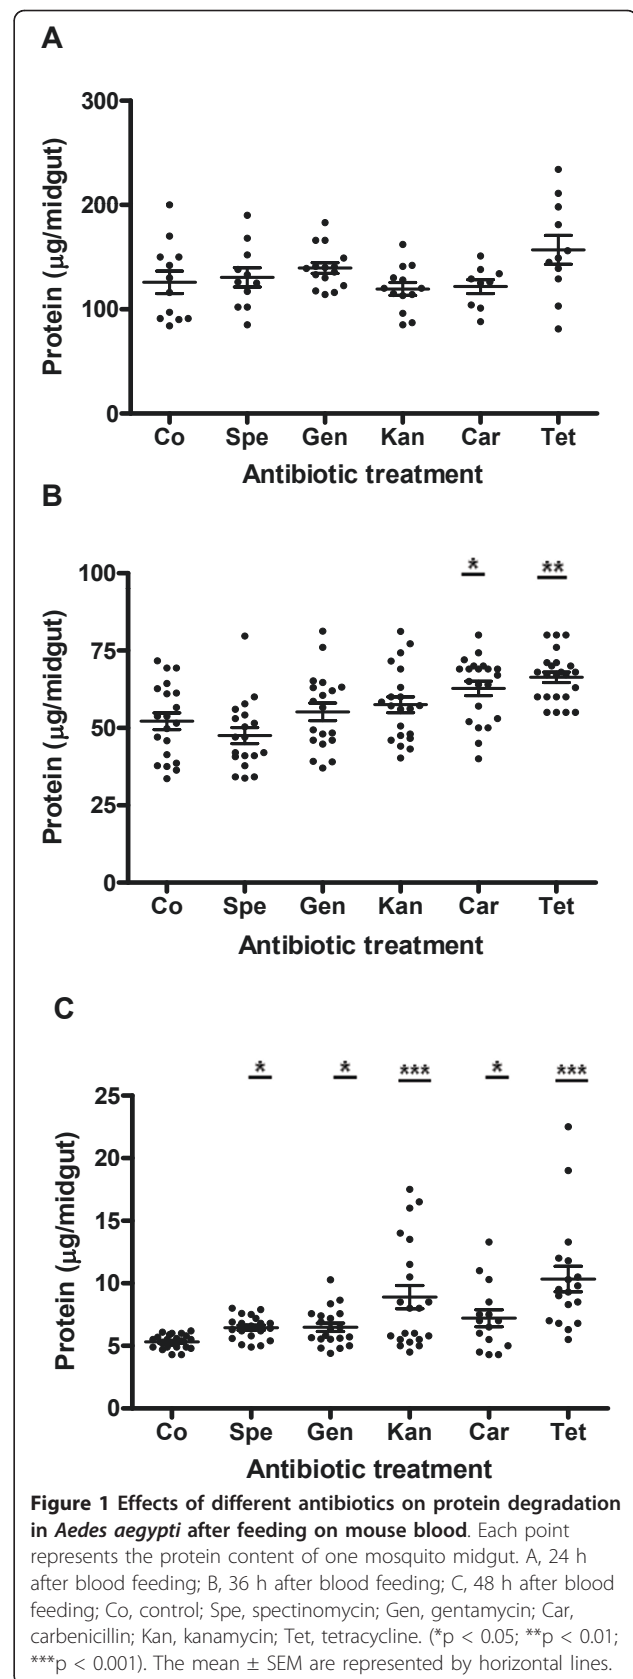 A
Protein (µg/midgut)
300
200
100
0
Co Spe Gen Kan Car Tet
Antibiotic treatment
B
* **
Protein (µg/midgut)
100
75
50
25
0
Co Spe Gen Kan Car Tet
Antibiotic treatment
C
* * *** * ***
Protein (µg/midgut)
25
20
15
10
5
0
Co Spe Gen Kan Car Tet
Antibiotic treatment
Figure 1 Effects of different antibiotics on protein degradation
in Aedes aegypti after feeding on mouse blood. Each point
represents the protein content of one mosquito midgut. A, 24 h
after blood feeding; B, 36 h after blood feeding; C, 48 h after blood
feeding; Co, control; Spe, spectinomycin; Gen, gentamycin; Car,
carbenicillin; Kan, kanamycin; Tet, tetracycline. (*p < 0.05; **p < 0.01;
***p < 0.001). The mean ± SEM are represented by horizontal lines.